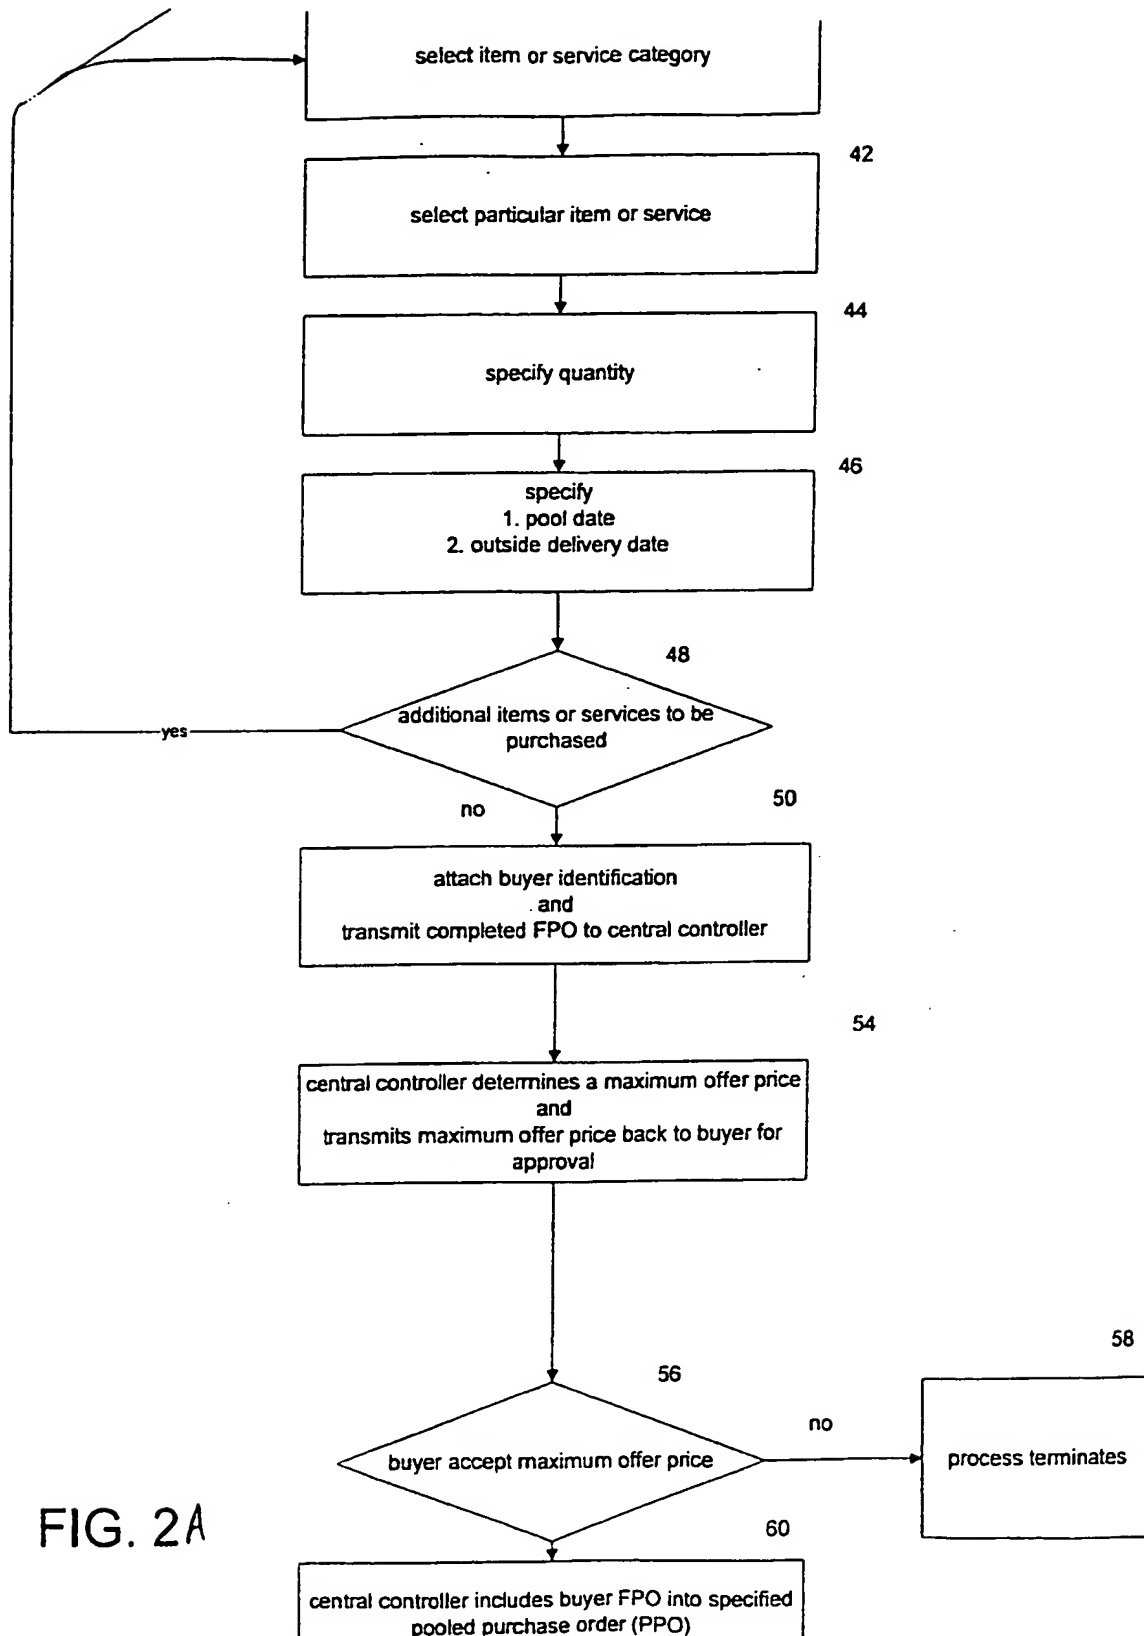 select item or service category
42
select particular item or service
44
specify quantity
46
specify
1. pool date
2. outside delivery date
48
additional items or services to be
purchased
yes
no
50
attach buyer identification
and
transmit completed FPO to central controller
54
central controller determines a maximum offer price
and
transmits maximum offer price back to buyer for
approval
56
58
buyer accept maximum offer price
no
process terminates
FIG. 2A
60
central controller includes buyer FPO into specified
pooled purchase order (PPO)